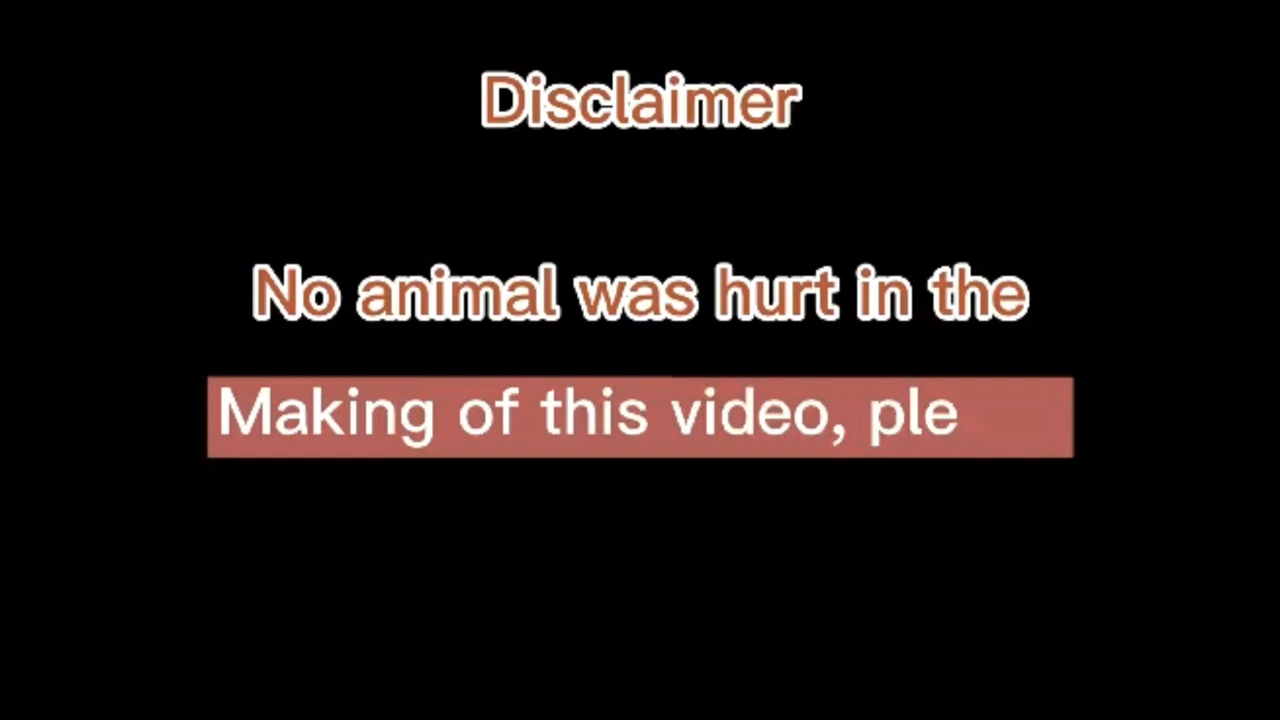 Disclaimer
No animal was hurt in the
Making of this video, ple